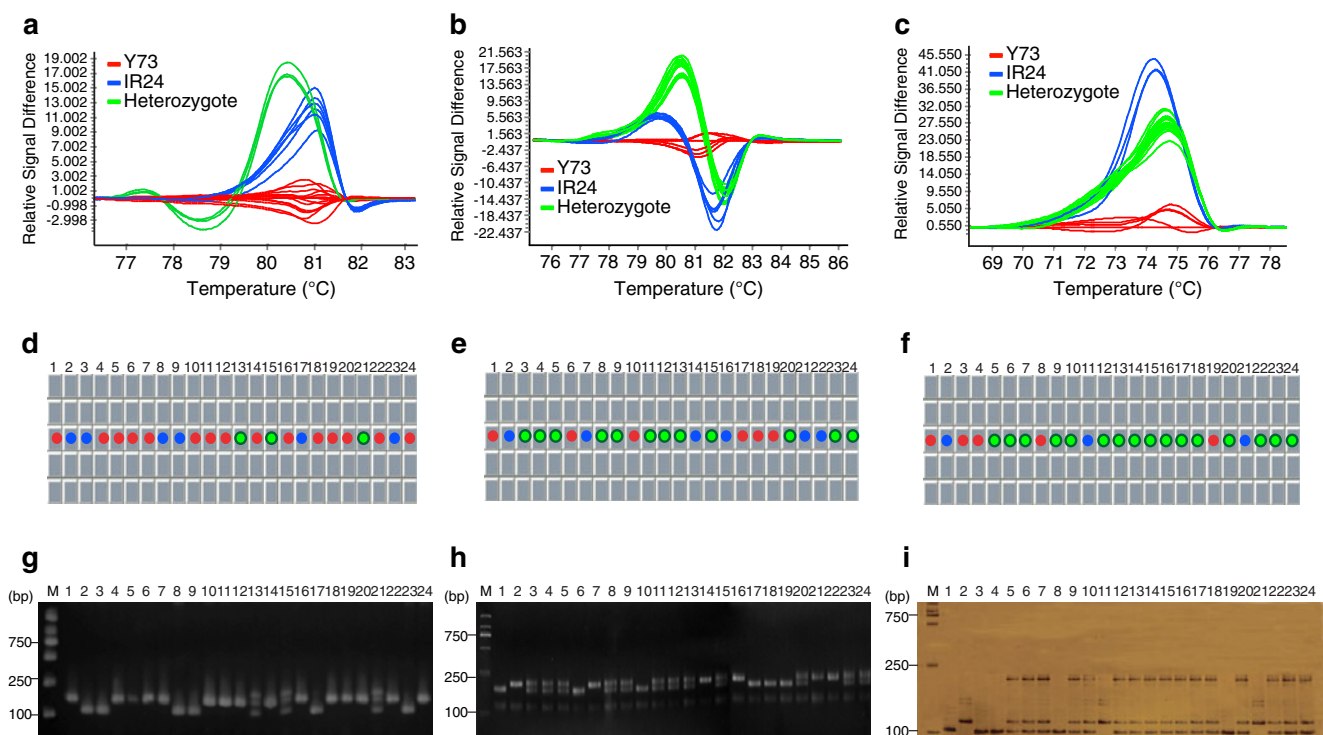 a
Relative Signal Difference
19.002
17.002
15.002
13.002
11.002
9.002
7.002
5.002
3.002
1.002
-0.998
-2.998
Y73
IR24
Heterozygote
77 78 79 80 81 82 83
Temperature (°C)
b
Relative Signal Difference
21.563
17.563
13.563
9.563
5.563
1.563
-2.437
-6.437
-10.437
-14.437
-18.437
-22.437
Y73
IR24
Heterozygote
76 77 78 79 80 81 82 83 84 85 86
Temperature (°C)
c
Relative Signal Difference
45.550
41.050
36.550
32.050
27.550
23.050
18.550
14.050
9.550
5.050
0.550
Y73
IR24
Heterozygote
69 70 71 72 73 74 75 76 77 78
Temperature (°C)
d
1 2 3 4 5 6 7 8 9 10 11 12 13 14 15 16 17 18 19 20 21 22 23 24
e
1 2 3 4 5 6 7 8 9 10 11 12 13 14 15 16 17 18 19 20 21 22 23 24
f
1 2 3 4 5 6 7 8 9 10 11 12 13 14 15 16 17 18 19 20 21 22 23 24
g
M 1 2 3 4 5 6 7 8 9 10 11 12 13 14 15 16 17 18 19 20 21 22 23 24
(bp)
750
250
100
h
M 1 2 3 4 5 6 7 8 9 10 11 12 13 14 15 16 17 18 19 20 21 22 23 24
(bp)
750
250
100
i
M 1 2 3 4 5 6 7 8 9 10 11 12 13 14 15 16 17 18 19 20 21 22 23 24
(bp)
750
250
100